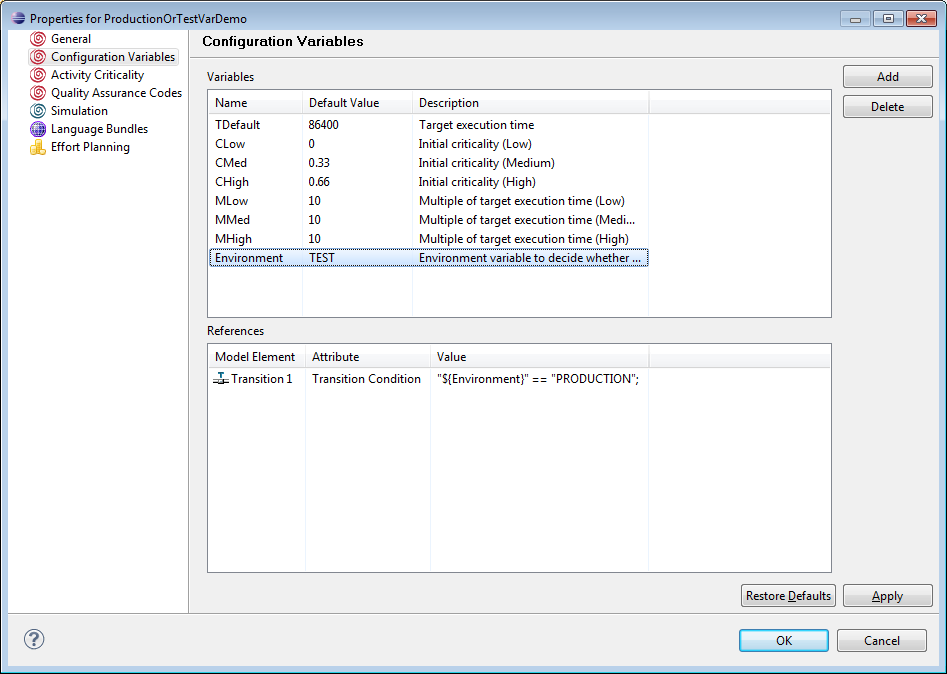 Properties for ProductionOrTestVarDemo
General
Configuration Variables
Activity Criticality
Quality Assurance Codes
Simulation
Language Bundles
Effort Planning
Configuration Variables
Variables
Name Default Value Description
TDefault 86400 Target execution time
CLow 0 Initial criticality (Low)
CMed 0.33 Initial criticality (Medium)
CHigh 0.66 Initial criticality (High)
MLow 10 Multiple of target execution time (Low)
MMed 10 Multiple of target execution time (Medi...
MHigh 10 Multiple of target execution time (High)
Environment TEST Environment variable to decide whether ...
Add
Delete
References
Model Element Attribute Value
Transition 1 Transition Condition "${Environment}" == "PRODUCTION";
Restore Defaults Apply
? OK Cancel